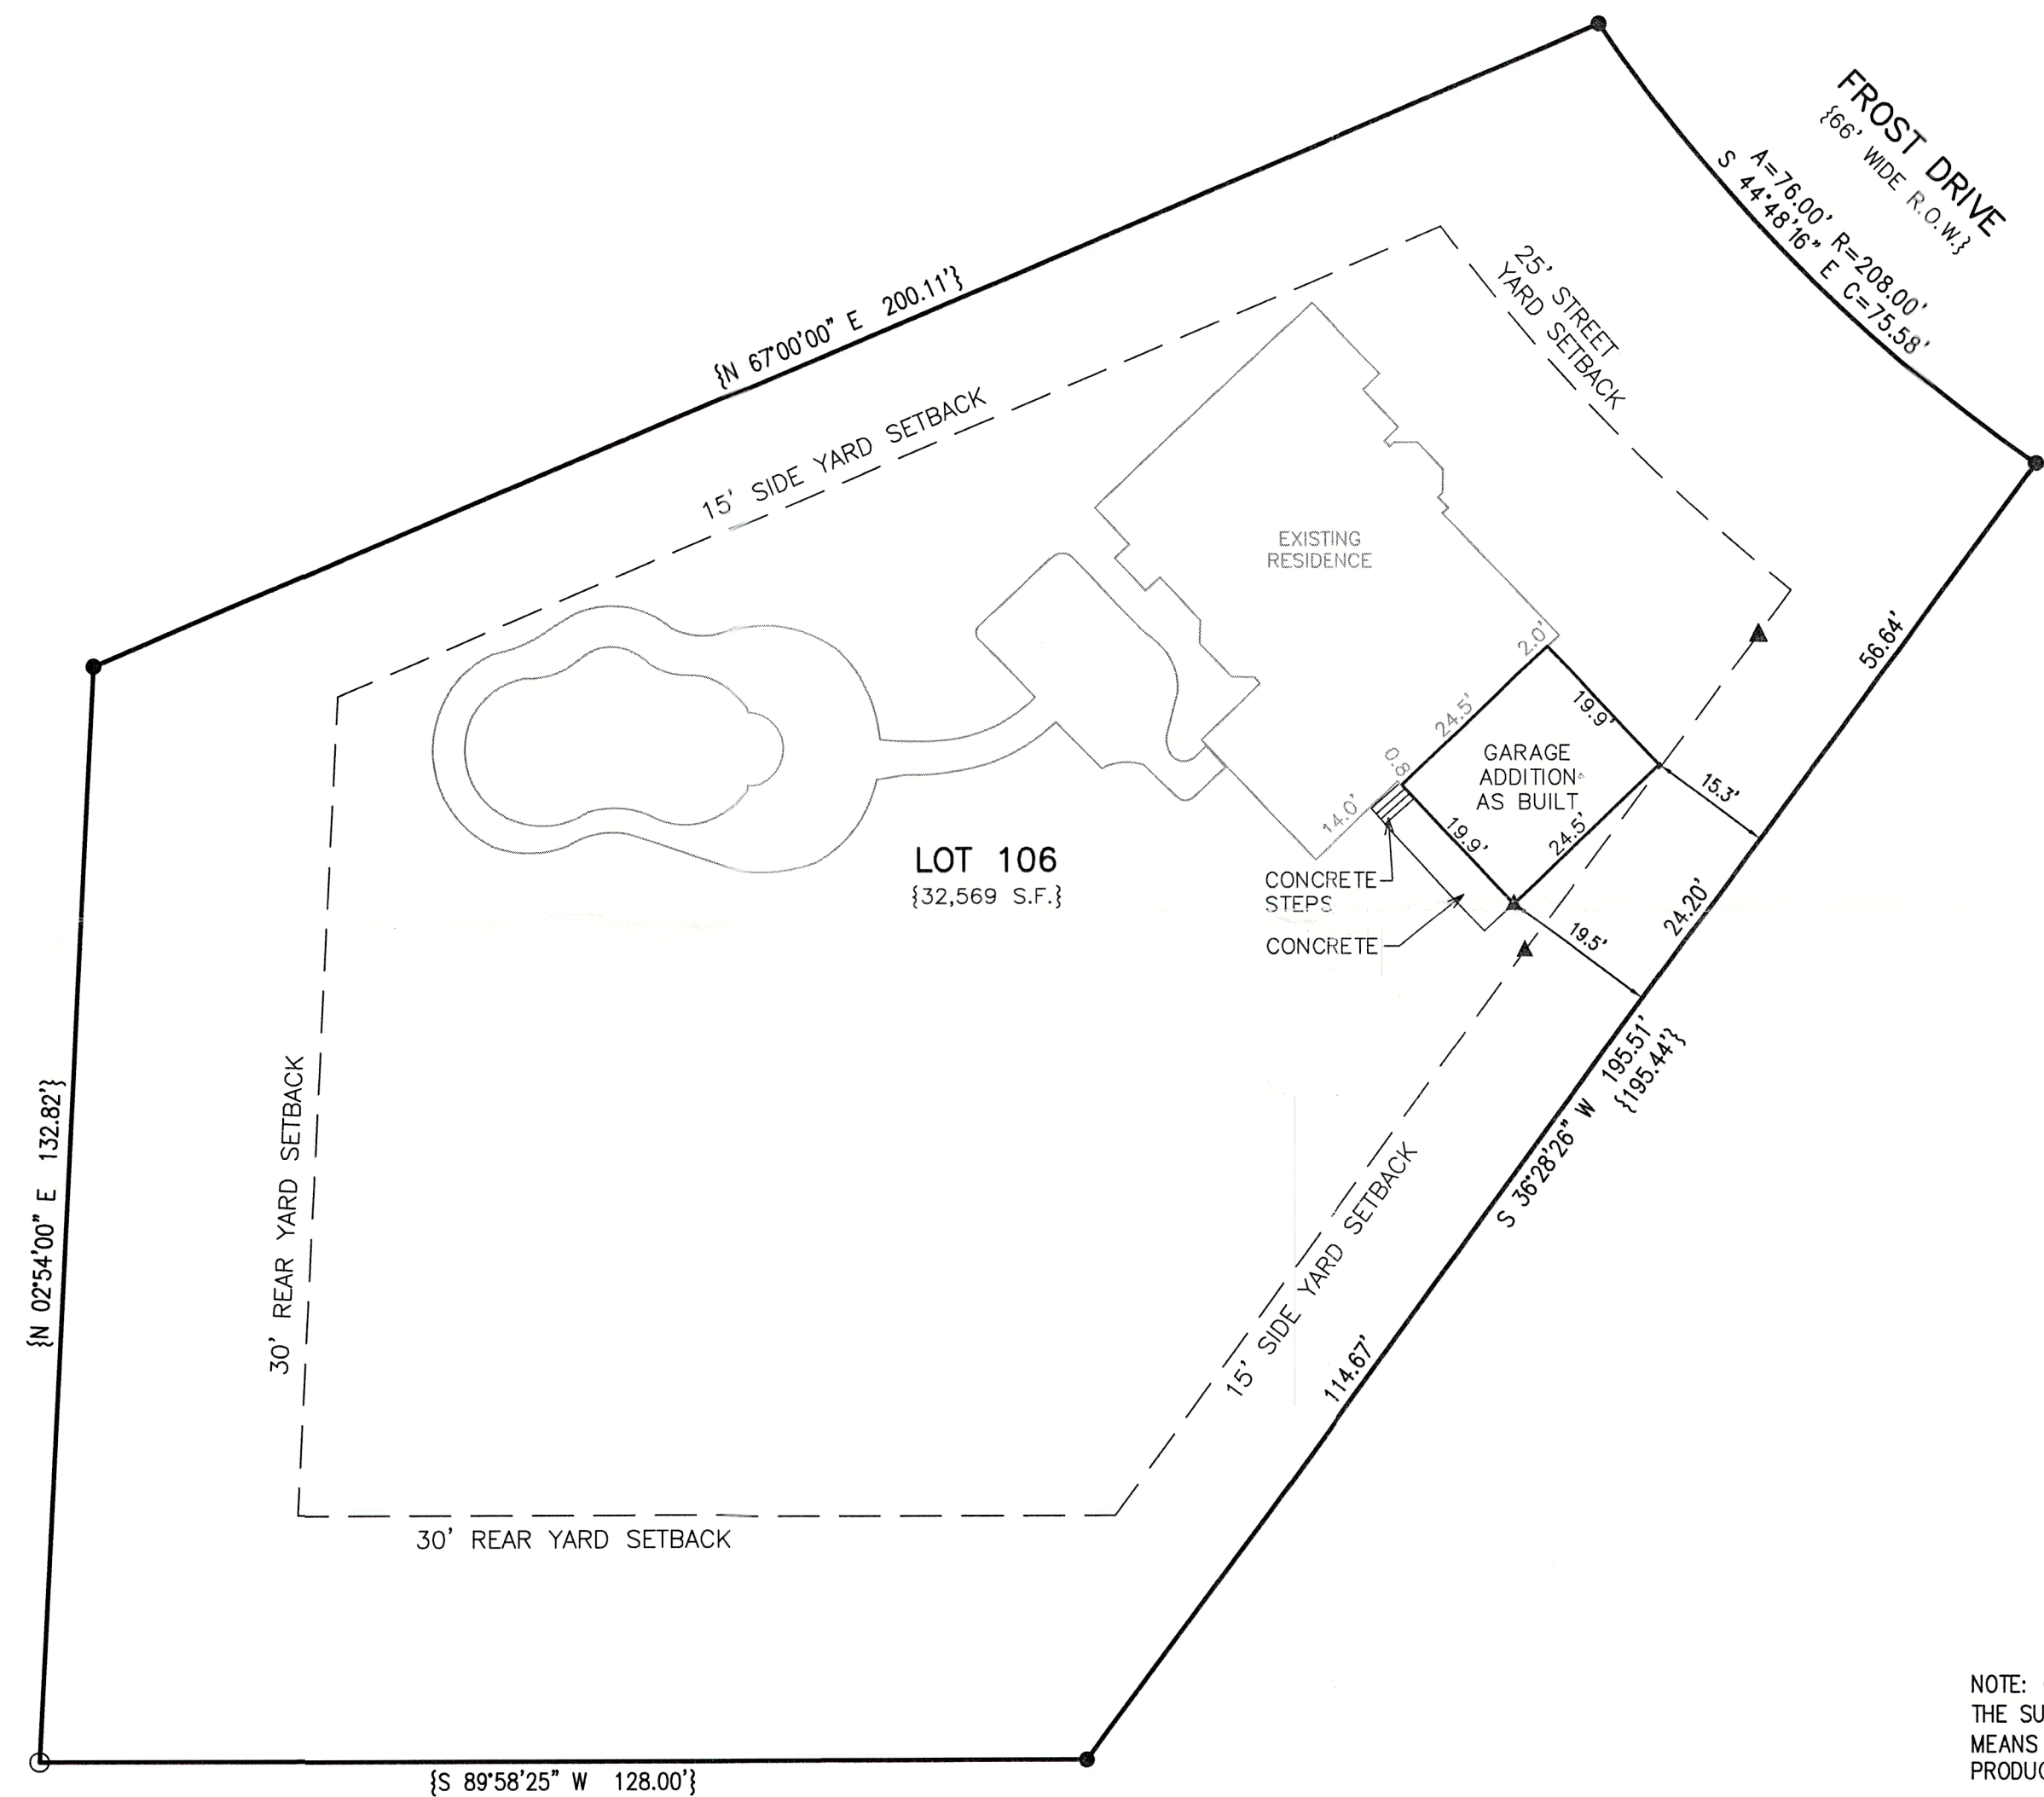 FROST DRIVE
{66' WIDE R.O.W.}
A=76.00' R=208.00'
S 44°48'16" E C=75.58'
{N 67°00'00" E 200.11'}
25' STREET
YARD SETBACK
15' SIDE YARD SETBACK
EXISTING
RESIDENCE
2.0'
24.5'
19.9'
56.64'
GARAGE
ADDITION
AS BUILT
15.3'
0.8
14.0'
19.9'
24.5'
LOT 106
{32,569 S.F.}
CONCRETE
STEPS
CONCRETE
19.5'
24.20'
S 36°28'26" W 195.51'
{195.44'}
{N 02°54'00" E 132.82'}
30' REAR YARD SETBACK
15' SIDE YARD SETBACK
114.67'
30' REAR YARD SETBACK
{S 89°58'25" W 128.00'}
NOTE:
THE SU
MEANS
PRODUC